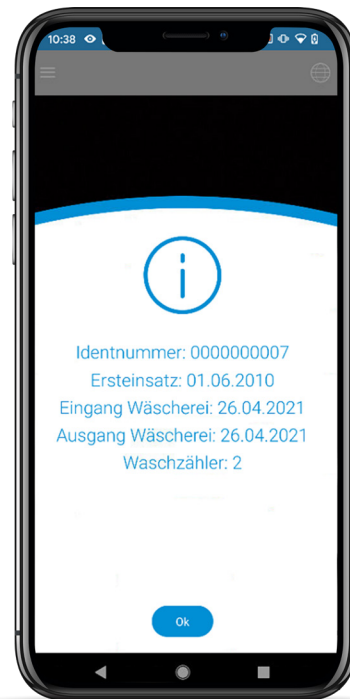 10:38
Identnummer: 0000000007
Ersteinsatz: 01.06.2010
Eingang Wäscherei: 26.04.2021
Ausgang Wäscherei: 26.04.2021
Waschzähler: 2
Ok